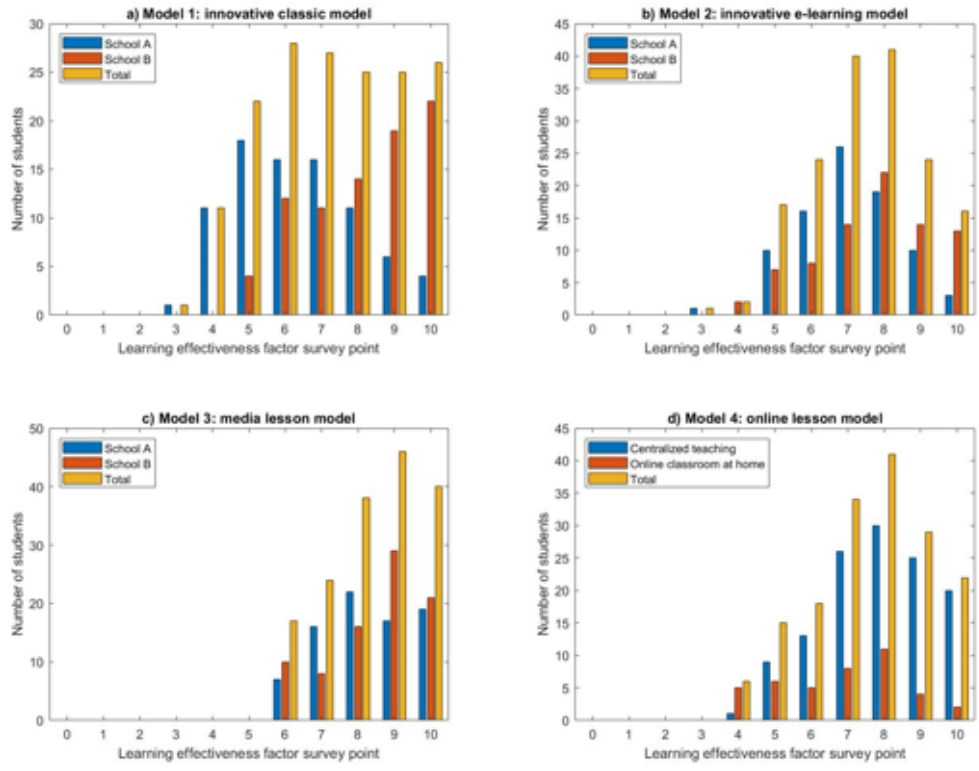 a) Model 1: innovative classic model
30
25
20
15
10
5
0
Number of students
School A
School B
Total
0 1 2 3 4 5 6 7 8 9 10
Learning effectiveness factor survey point
b) Model 2: innovative e-learning model
45
40
35
30
25
20
15
10
5
0
Number of students
School A
School B
Total
0 1 2 3 4 5 6 7 8 9 10
Learning effectiveness factor survey point
c) Model 3: media lesson model
50
40
30
20
10
0
Number of students
School A
School B
Total
0 1 2 3 4 5 6 7 8 9 10
Learning effectiveness factor survey point
d) Model 4: online lesson model
45
40
35
30
25
20
15
10
5
0
Number of students
Centralized teaching
Online classroom at home
Total
0 1 2 3 4 5 6 7 8 9 10
Learning effectiveness factor survey point